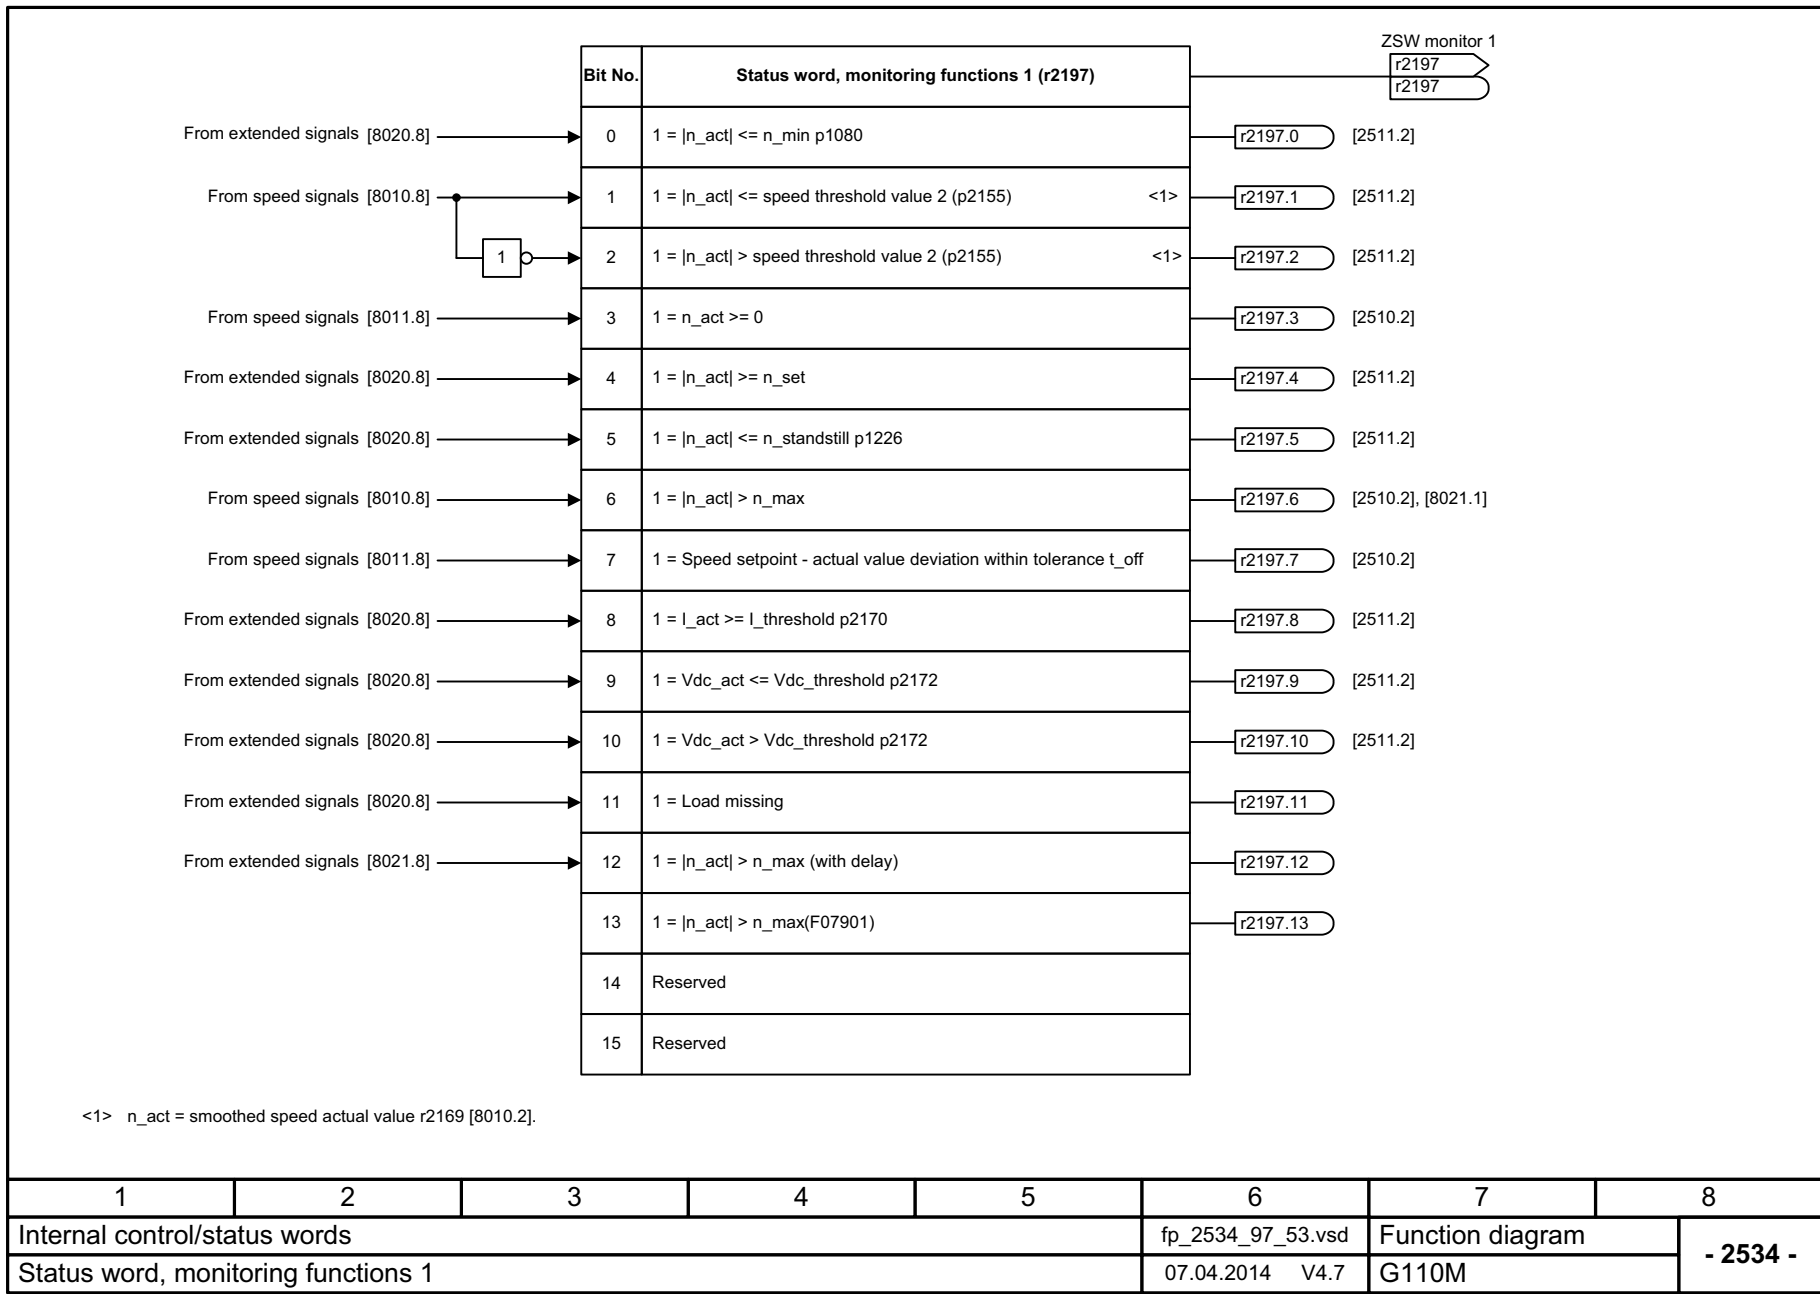 ZSW monitor 1
Bit No. Status word, monitoring functions 1 (r2197) r2197
r2197
From extended signals [8020.8] 0 1 = |n_act| <= n_min p1080 r2197.0 [2511.2]
From speed signals [8010.8] 1 1 = |n_act| <= speed threshold value 2 (p2155) <1> r2197.1 [2511.2]
1 2 1 = |n_act| > speed threshold value 2 (p2155) <1> r2197.2 [2511.2]
From speed signals [8011.8] 3 1 = n_act >= 0 r2197.3 [2510.2]
From extended signals [8020.8] 4 1 = |n_act| >= n_set r2197.4 [2511.2]
From extended signals [8020.8] 5 1 = |n_act| <= n_standstill p1226 r2197.5 [2511.2]
From speed signals [8010.8] 6 1 = |n_act| > n_max r2197.6 [2510.2], [8021.1]
From speed signals [8011.8] 7 1 = Speed setpoint - actual value deviation within tolerance t_off r2197.7 [2510.2]
From extended signals [8020.8] 8 1 = I_act >= I_threshold p2170 r2197.8 [2511.2]
From extended signals [8020.8] 9 1 = Vdc_act <= Vdc_threshold p2172 r2197.9 [2511.2]
From extended signals [8020.8] 10 1 = Vdc_act > Vdc_threshold p2172 r2197.10 [2511.2]
From extended signals [8020.8] 11 1 = Load missing r2197.11
From extended signals [8021.8] 12 1 = |n_act| > n_max (with delay) r2197.12
13 1 = |n_act| > n_max(F07901) r2197.13
14 Reserved
15 Reserved
<1> n_act = smoothed speed actual value r2169 [8010.2].
1 2 3 4 5 6 7 8
Internal control/status words fp_2534_97_53.vsd Function diagram - 2534 -
Status word, monitoring functions 1 07.04.2014 V4.7 G110M